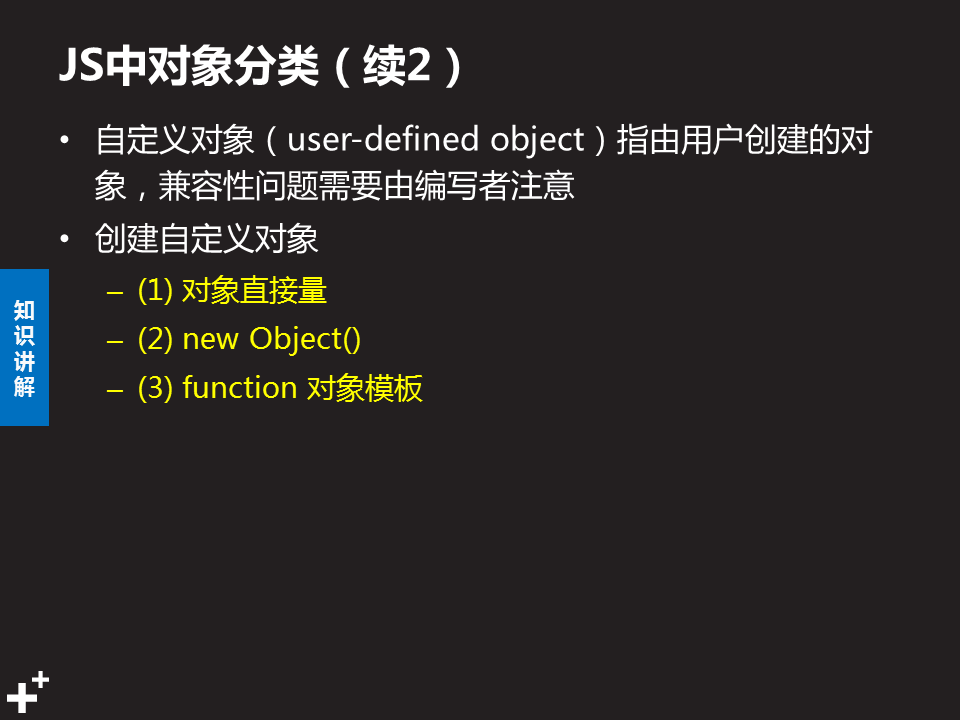 JS中对象分类（续2）
• 自定义对象（user-defined object）指由用户创建的对
象，兼容性问题需要由编写者注意
• 创建自定义对象
– (1) 对象直接量
– (2) new Object()
– (3) function 对象模板
知
识
讲
解